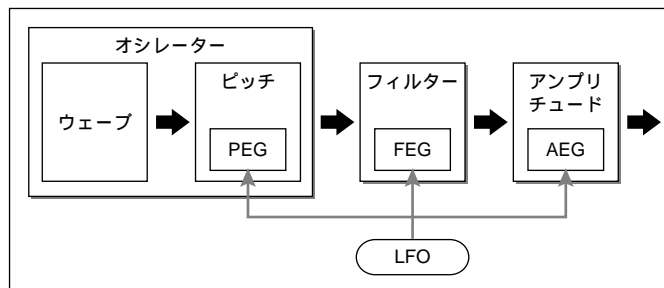 オシレーター
ウェーブ
ピッチ
PEG
フィルター
FEG
アンプリ
チュード
AEG
LFO